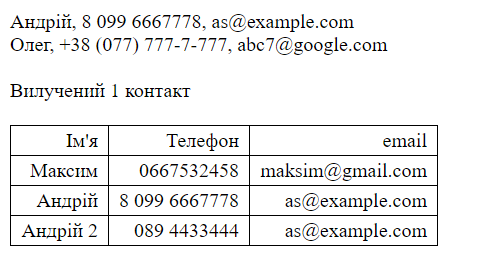 Андрій, 8 099 6667778, as@example.com
Олег, +38 (077) 777-7-777, abc7@google.com
Вилучений 1 контакт
Ім'я Телефон email
Максим 0667532458 maksim@gmail.com
Андрій 8 099 6667778 as@example.com
Андрій 2 089 4433444 as@example.com